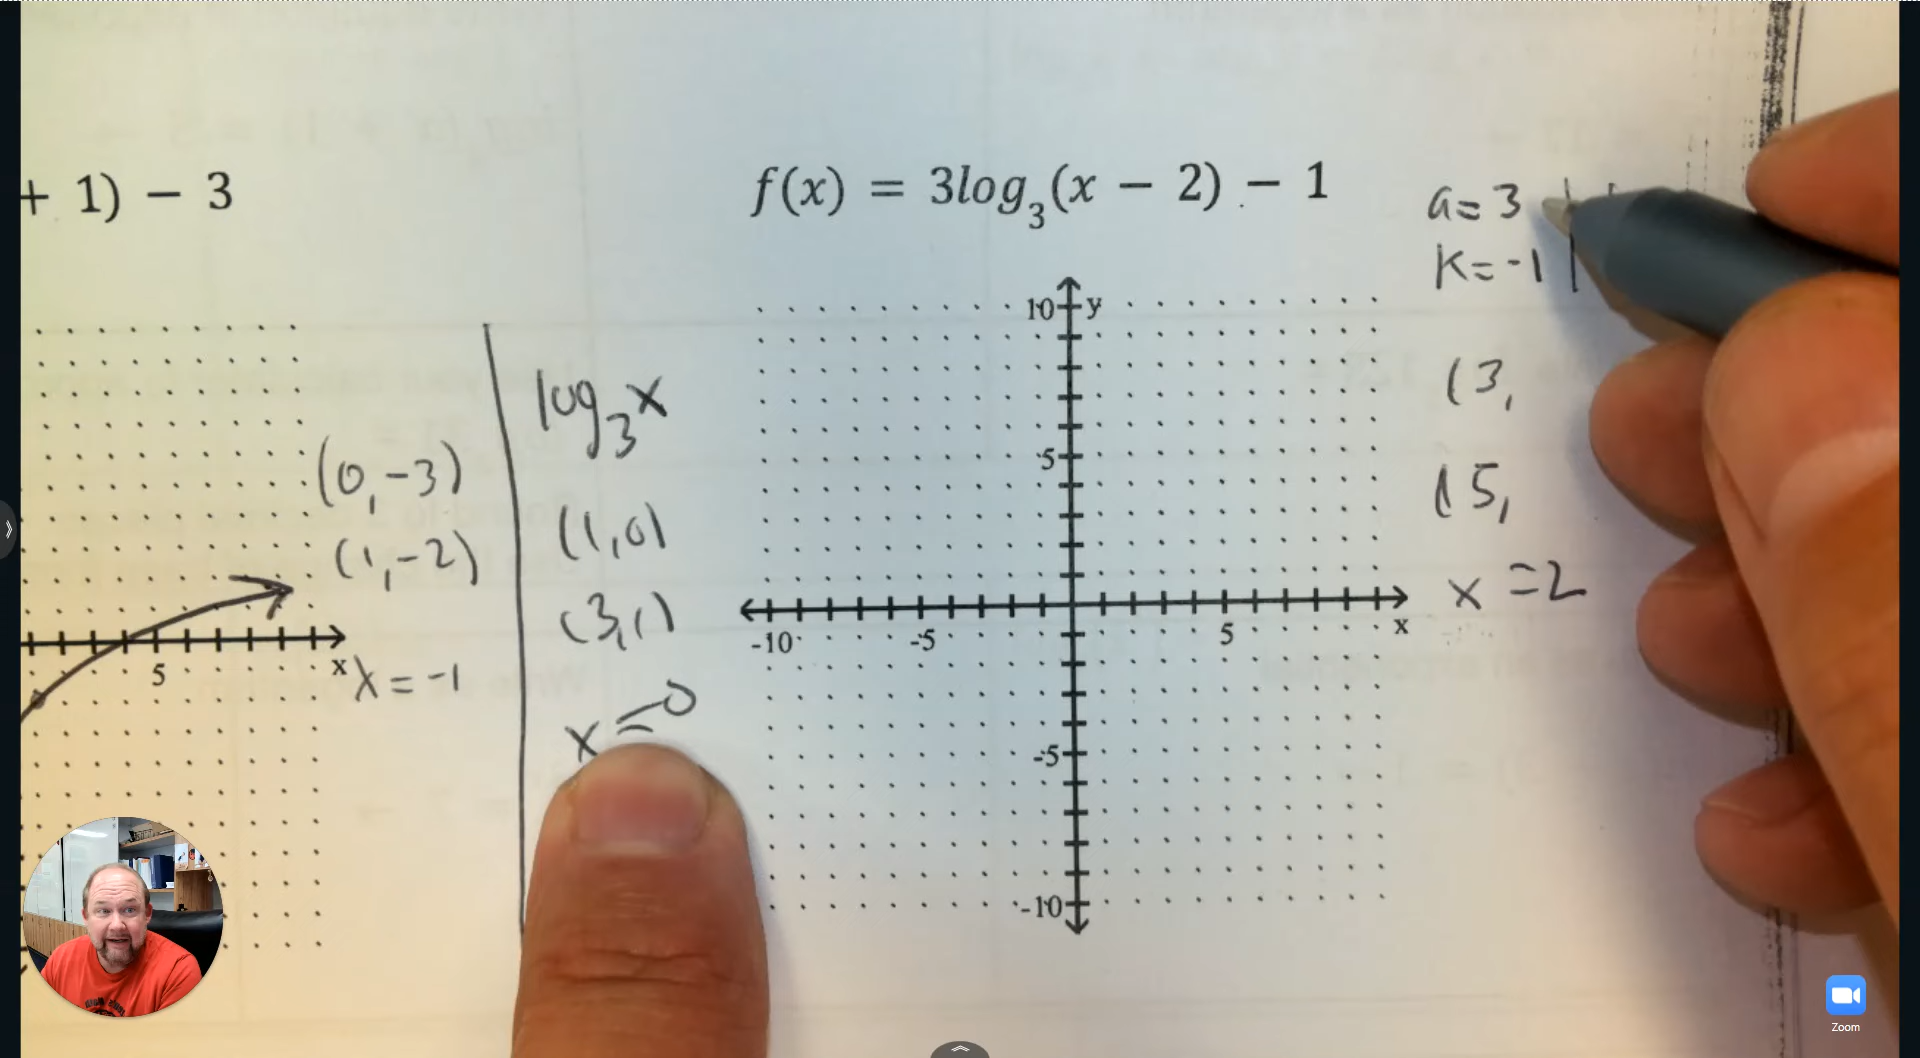 + 1) − 3
(0,-3)
(1,-2)
5
x
x = -1
log₃x
(1,0)
(3,1)
x = 0
f(x) = 3log₃(x − 2) − 1
a = 3
k = -1
(3,
(5,
x = 2
10
y
5
-10
-5
5
x
-5
-10
Zoom